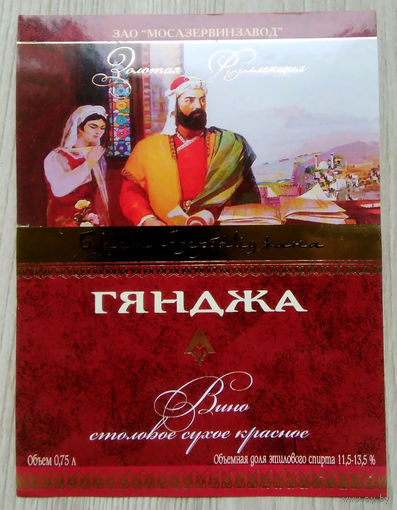 ЗАО "МОСАЗЕРВИНЗАВОД"
Золотая Коллекция
Азербайджана
ГЯНДЖА
Вино
столовое сухое красное
Объем 0,75 л
Объемная доля этилового спирта 11,5-13,5 %